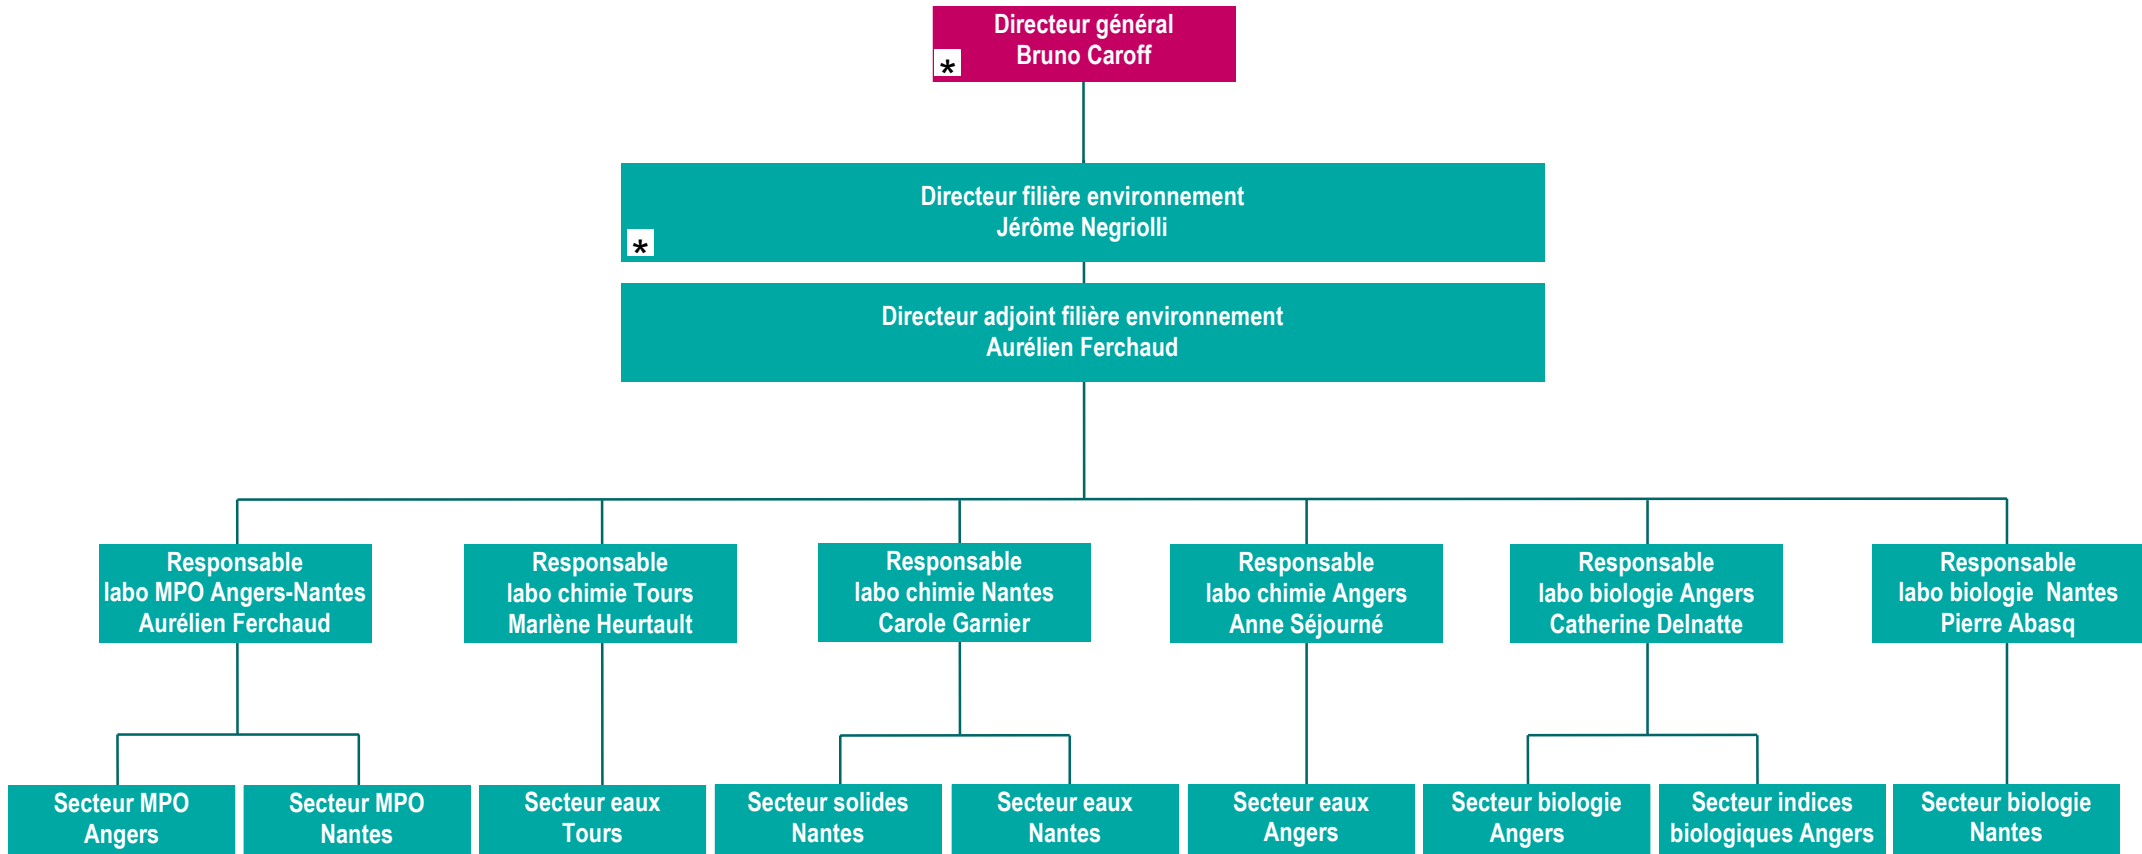 Directeur général
Bruno Caroff
*
Directeur filière environnement
Jérôme Negriolli
*
Directeur adjoint filière environnement
Aurélien Ferchaud
Responsable
labo MPO Angers-Nantes
Aurélien Ferchaud
Responsable
labo chimie Tours
Marlène Heurtault
Responsable
labo chimie Nantes
Carole Garnier
Responsable
labo chimie Angers
Anne Séjourné
Responsable
labo biologie Angers
Catherine Delnatte
Responsable
labo biologie  Nantes
Pierre Abasq
Secteur MPO
Angers
Secteur MPO
Nantes
Secteur eaux
Tours
Secteur solides
Nantes
Secteur eaux
Nantes
Secteur eaux
Angers
Secteur biologie
Angers
Secteur indices
biologiques Angers
Secteur biologie
Nantes